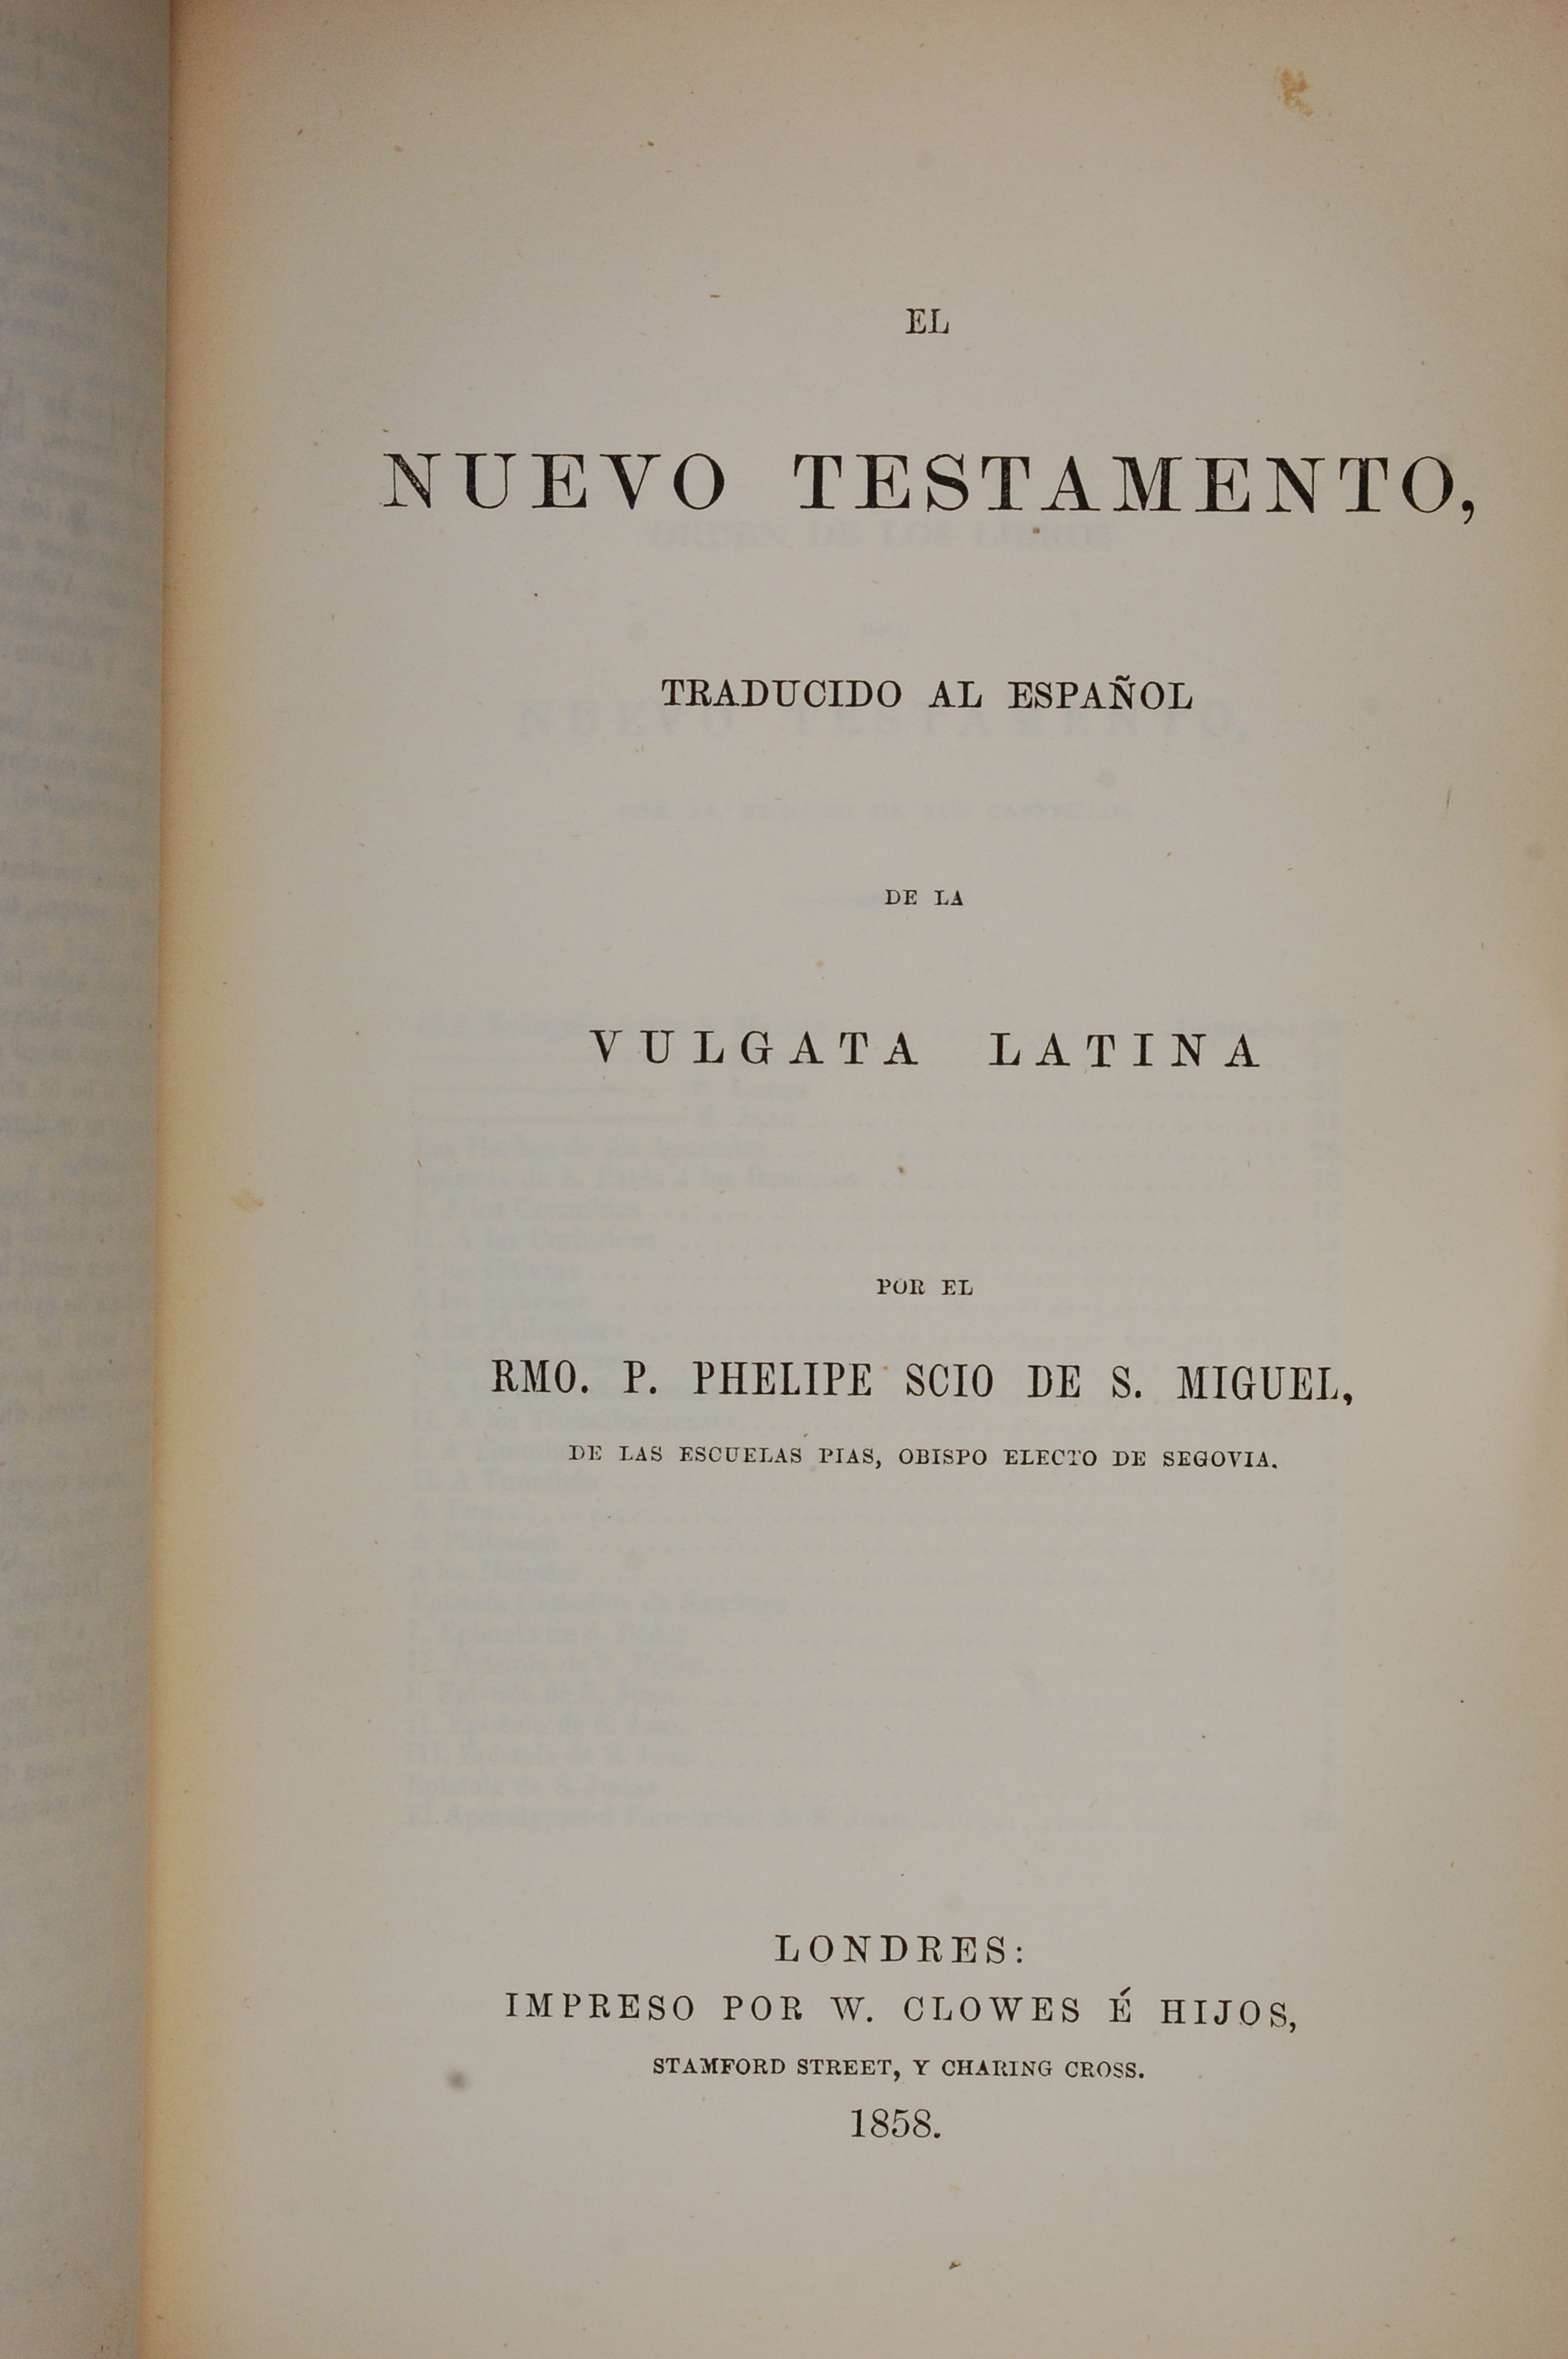 EL
NUEVO TESTAMENTO,
TRADUCIDO AL ESPAÑOL
DE LA
VULGATA LATINA
POR EL
RMO. P. PHELIPE SCIO DE S. MIGUEL,
DE LAS ESCUELAS PIAS, OBISPO ELECTO DE SEGOVIA.
LONDRES:
IMPRESO POR W. CLOWES É HIJOS,
STAMFORD STREET, Y CHARING CROSS.
1858.